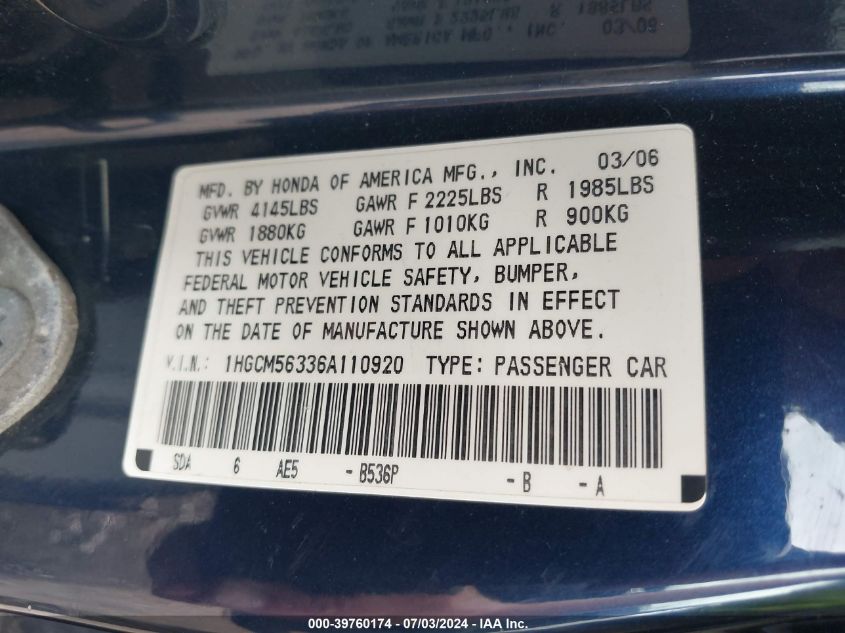 MFD. BY HONDA OF AMERICA MFG., INC. 03/06
GVWR 4145LBS GAWR F 2225LBS R 1985LBS
GVWR 1880KG GAWR F 1010KG R 900KG
THIS VEHICLE CONFORMS TO ALL APPLICABLE
FEDERAL MOTOR VEHICLE SAFETY, BUMPER,
AND THEFT PREVENTION STANDARDS IN EFFECT
ON THE DATE OF MANUFACTURE SHOWN ABOVE.
V.I.N.: 1HGCM56336A110920 TYPE: PASSENGER CAR
SDA 6 AE5 -B536P -B -A
000-39760174 | 07/03/2024 - IAA Inc.